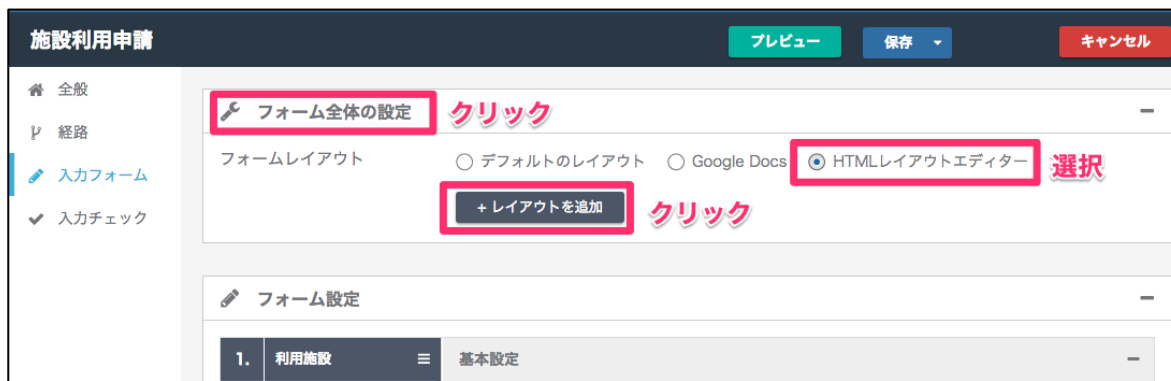 施設利用申請 プレビュー 保存 キャンセル
全般
経路
入力フォーム
入力チェック
フォーム全体の設定 クリック
フォームレイアウト デフォルトのレイアウト Google Docs HTMLレイアウトエディター 選択
+ レイアウトを追加 クリック
フォーム設定
1. 利用施設 基本設定